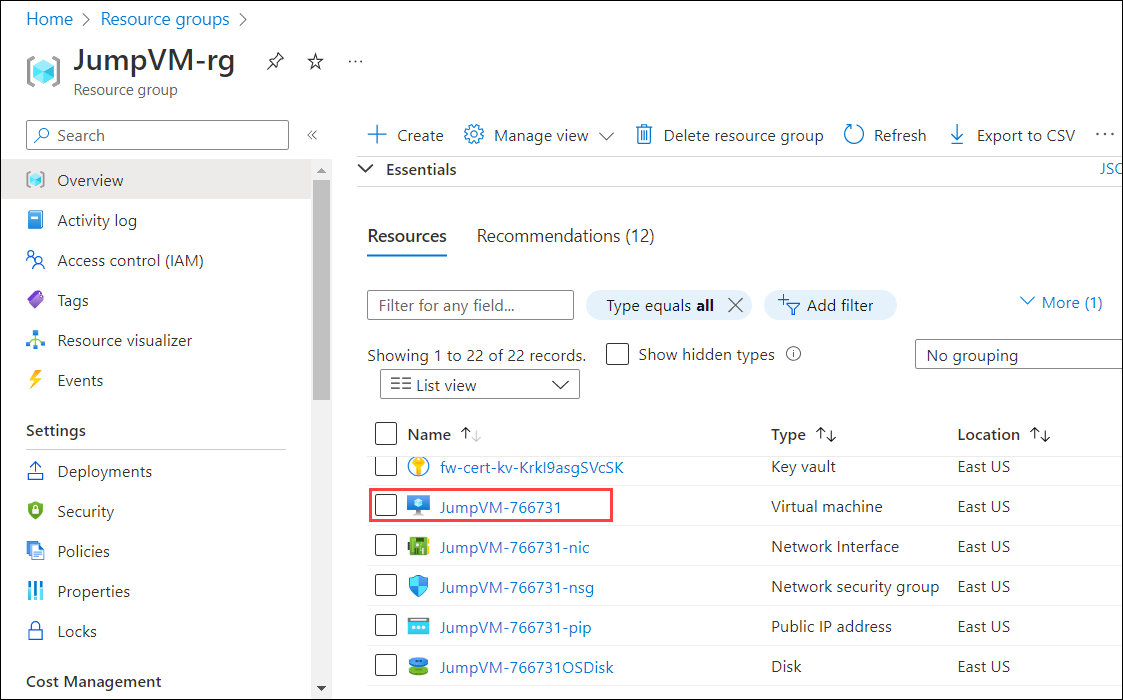 Home > Resource groups >
JumpVM-rg
Resource group
Search
Overview
Activity log
Access control (IAM)
Tags
Resource visualizer
Events
Settings
Deployments
Security
Policies
Properties
Locks
Cost Management
Create Manage view Delete resource group Refresh Export to CSV
Essentials
Resources Recommendations (12)
Filter for any field... Type equals all Add filter More (1)
Showing 1 to 22 of 22 records. Show hidden types No grouping
List view
Name Type Location
fw-cert-kv-KrkI9asgSVcSK Key vault East US
JumpVM-766731 Virtual machine East US
JumpVM-766731-nic Network Interface East US
JumpVM-766731-nsg Network security group East US
JumpVM-766731-pip Public IP address East US
JumpVM-766731OSDisk Disk East US